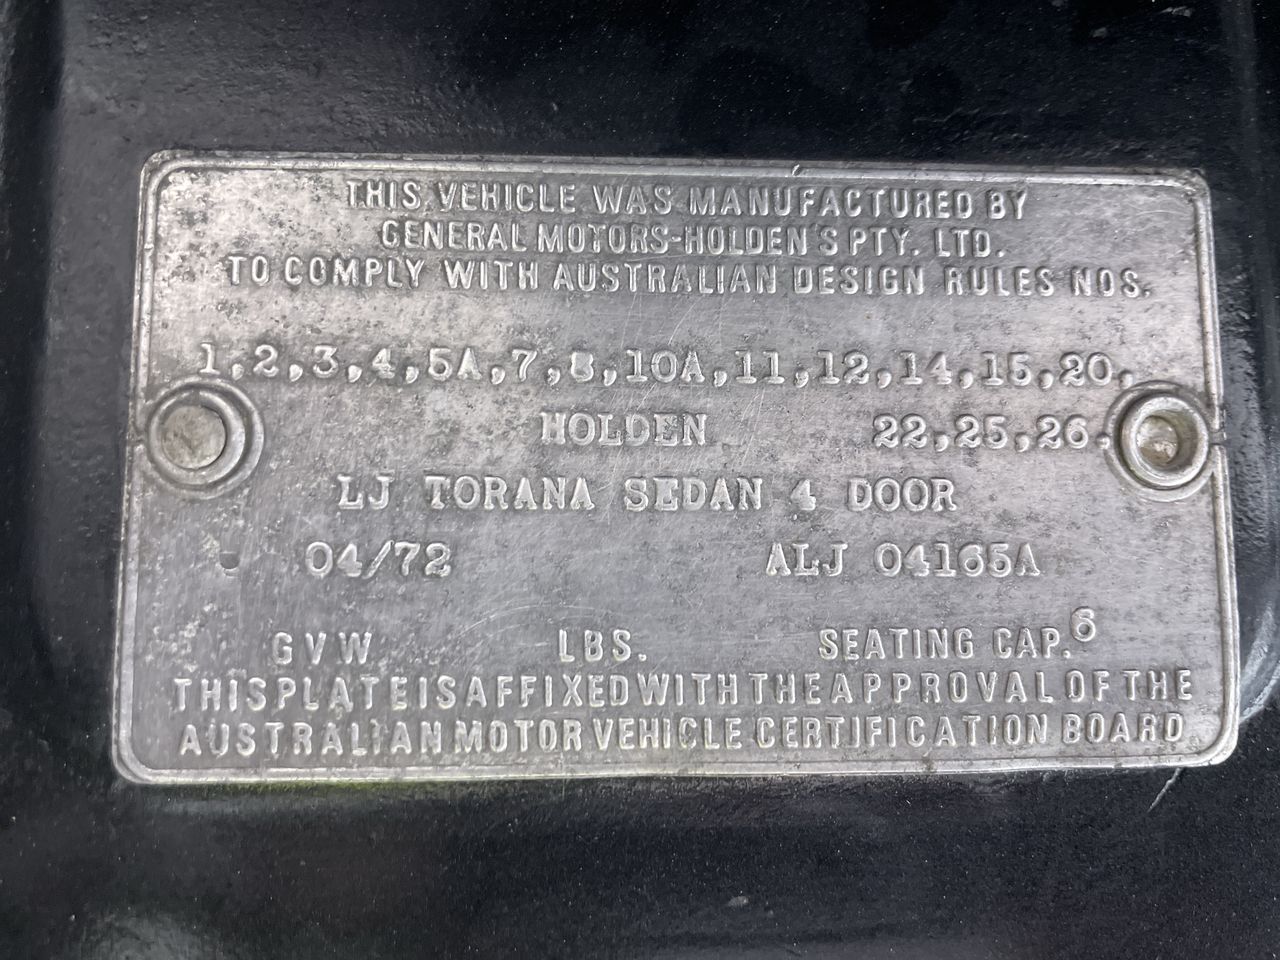 THIS VEHICLE WAS MANUFACTURED BY
GENERAL MOTORS-HOLDEN'S PTY. LTD.
TO COMPLY WITH AUSTRALIAN DESIGN RULES NOS.
1,2,3,4,5A,7,8,10A,11,12,14,15,20,
HOLDEN 22,25,26,
LJ TORANA SEDAN 4 DOOR
04/72 ALJ 04165A
GVW LBS. SEATING CAP. 6
THIS PLATE IS AFFIXED WITH THE APPROVAL OF THE
AUSTRALIAN MOTOR VEHICLE CERTIFICATION BOARD